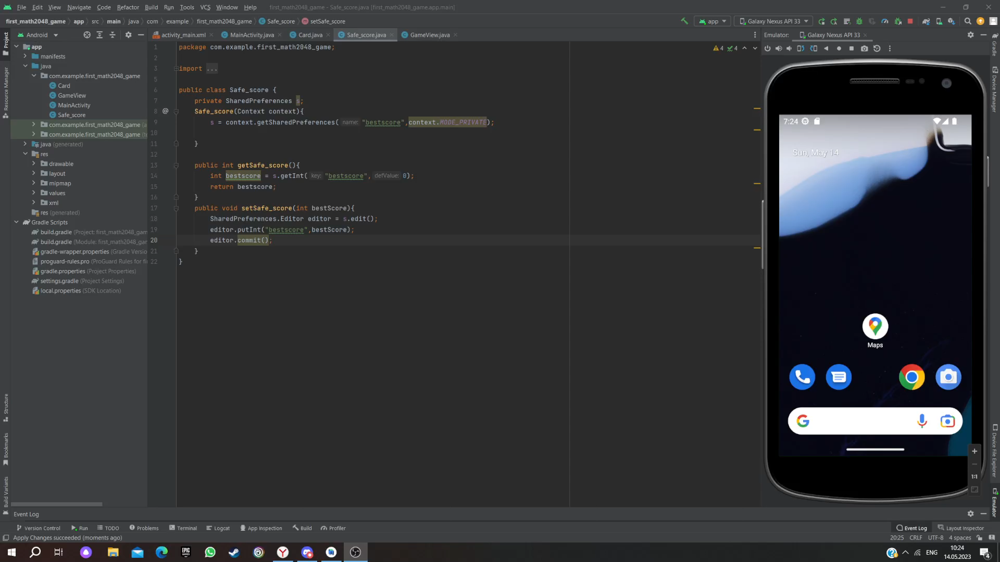 File Edit View Navigate Code Refactor Build Run Tools VCS Window Help first_math2048_game - Safe_score.java [first_math2048_game.app.main]
first_math2048_game app src main java com example first_math2048_game Safe_score setSafe_score app Galaxy Nexus API 33
Android activity_main.xml MainActivity.java Card.java Safe_score.java GameView.java Emulator: Galaxy Nexus API 33
Project
Resource Manager
Structure
Bookmarks
Build Variants
app
manifests
java
com.example.first_math2048_game
Card
GameView
MainActivity
Safe_score
com.example.first_math2048_game (a
com.example.first_math2048_game (te
java (generated)
res
drawable
layout
mipmap
values
xml
res (generated)
Gradle Scripts
build.gradle (Project: first_math2048_gam
build.gradle (Module: first_math2048_gar
gradle-wrapper.properties (Gradle Versio
proguard-rules.pro (ProGuard Rules for fi
gradle.properties (Project Properties)
settings.gradle (Project Settings)
local.properties (SDK Location)
1 package com.example.first_math2048_game;
2
3 import ...
5
6 public class Safe_score {
7 private SharedPreferences s;
8 @ Safe_score(Context context){
9 s = context.getSharedPreferences( name: "bestscore",context.MODE_PRIVATE);
10
11 }
12
13 public int getSafe_score(){
14 int bestscore = s.getInt( key: "bestscore", defValue: 0);
15 return bestscore;
16 }
17 public void setSafe_score(int bestScore){
18 SharedPreferences.Editor editor = s.edit();
19 editor.putInt("bestscore",bestScore);
20 editor.commit();
21 }
22 }
4 4
7:24
Sun, May 14
Maps
1:1
Gradle
Device Manager
Device File Explorer
Emulator
Event Log
Version Control Run TODO Problems Terminal Logcat App Inspection Build Profiler Event Log Layout Inspector
Apply Changes succeeded (moments ago) 20:25 CRLF UTF-8 4 spaces
EPIC GAMES ENG 10:24
14.05.2023 4